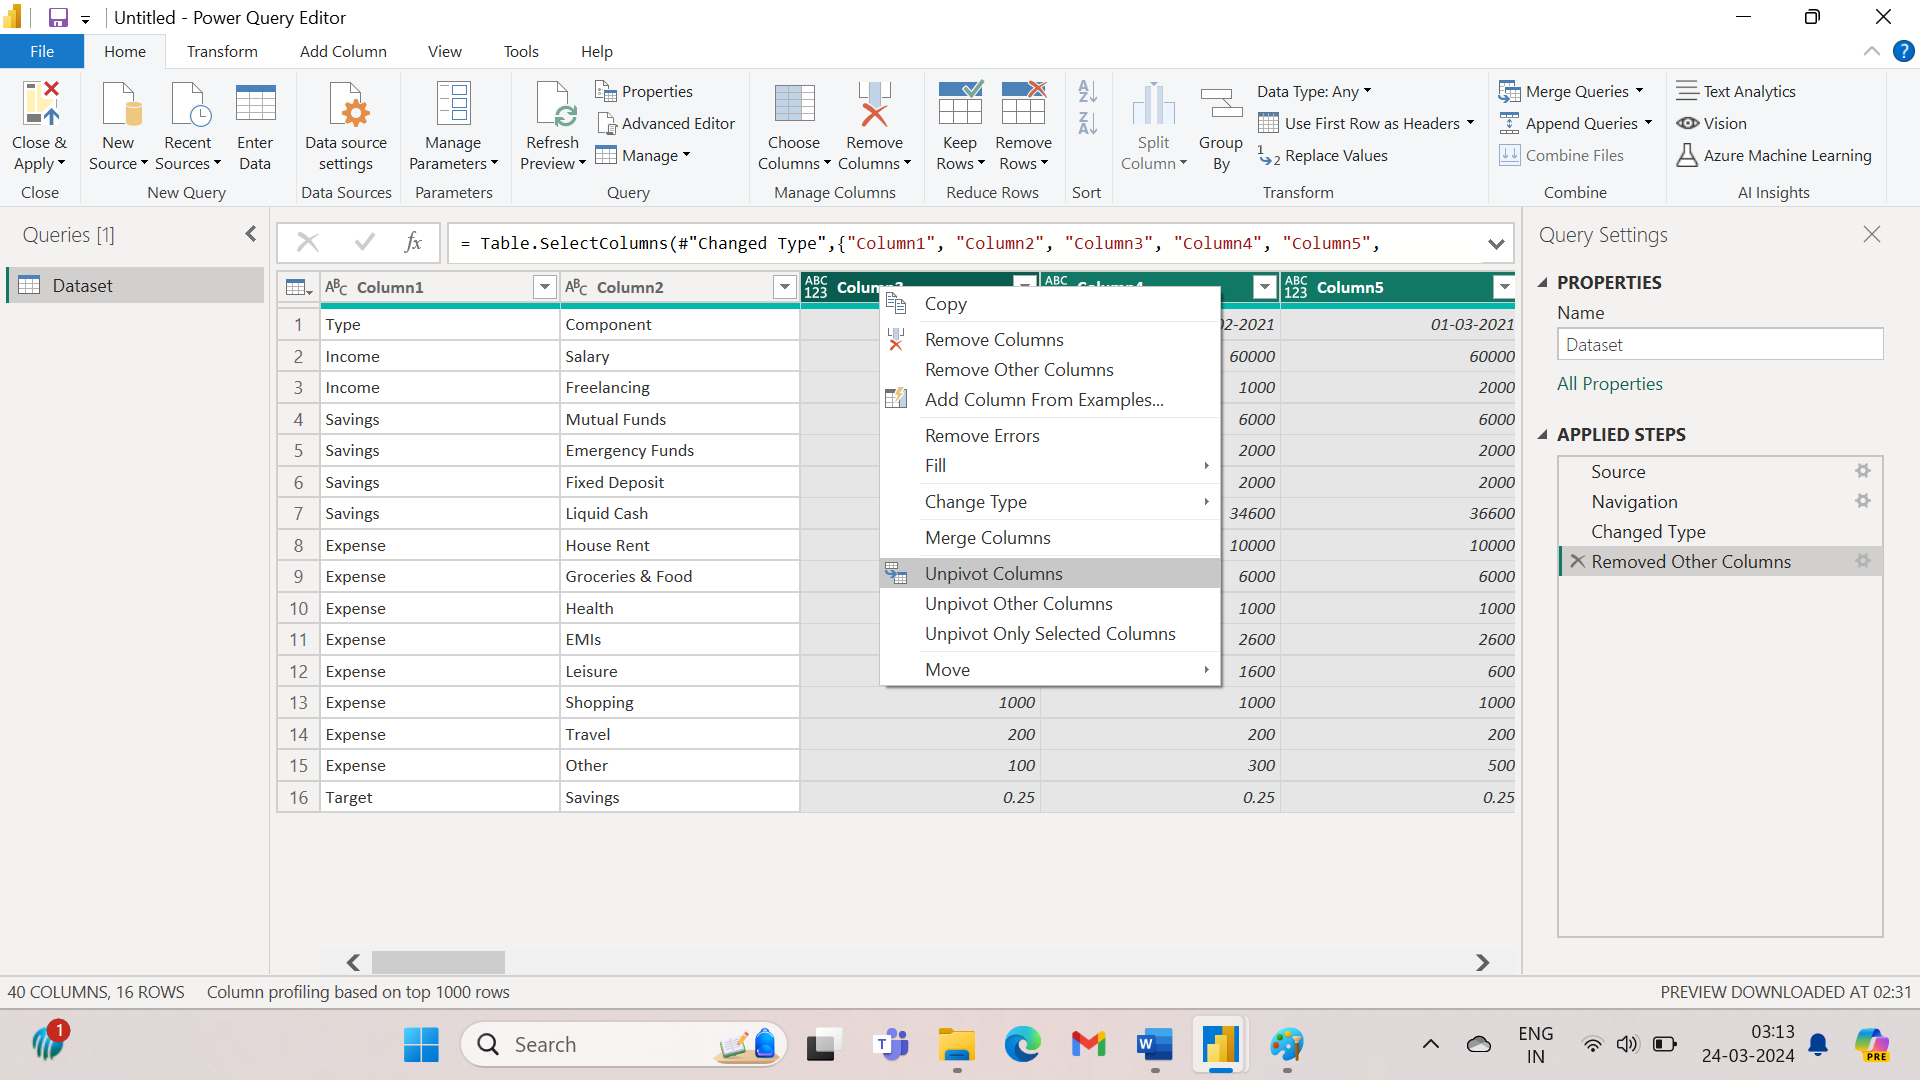 Untitled - Power Query Editor
File Home Transform Add Column View Tools Help
Close & Apply
New Source
Recent Sources
Enter Data
Data source settings
Manage Parameters
Refresh Preview
Properties
Advanced Editor
Manage
Choose Columns
Remove Columns
Keep Rows
Remove Rows
Split Column
Group By
Data Type: Any
Use First Row as Headers
Replace Values
Merge Queries
Append Queries
Combine Files
Text Analytics
Vision
Azure Machine Learning
Close New Query Data Sources Parameters Query Manage Columns Reduce Rows Sort Transform Combine AI Insights
Queries [1]
Dataset
fx = Table.SelectColumns(#"Changed Type",{"Column1", "Column2", "Column3", "Column4", "Column5",
ABC Column1 ABC Column2 ABC 123 ABC ABC 123 Column5
1 Type Component 01-03-2021
2 Income Salary 60000 60000
3 Income Freelancing 1000 2000
4 Savings Mutual Funds 6000 6000
5 Savings Emergency Funds 2000 2000
6 Savings Fixed Deposit 2000 2000
7 Savings Liquid Cash 34600 36600
8 Expense House Rent 10000 10000
9 Expense Groceries & Food 6000 6000
10 Expense Health 1000 1000
11 Expense EMIs 2600 2600
12 Expense Leisure 1600 600
13 Expense Shopping 1000 1000 1000
14 Expense Travel 200 200 200
15 Expense Other 100 300 500
16 Target Savings 0.25 0.25 0.25
Copy
Remove Columns
Remove Other Columns
Add Column From Examples...
Remove Errors
Fill
Change Type
Merge Columns
Unpivot Columns
Unpivot Other Columns
Unpivot Only Selected Columns
Move
Query Settings
PROPERTIES
Name
Dataset
All Properties
APPLIED STEPS
Source
Navigation
Changed Type
Removed Other Columns
40 COLUMNS, 16 ROWS Column profiling based on top 1000 rows
PREVIEW DOWNLOADED AT 02:31
1
Search
ENG
IN
03:13
24-03-2024
PRE